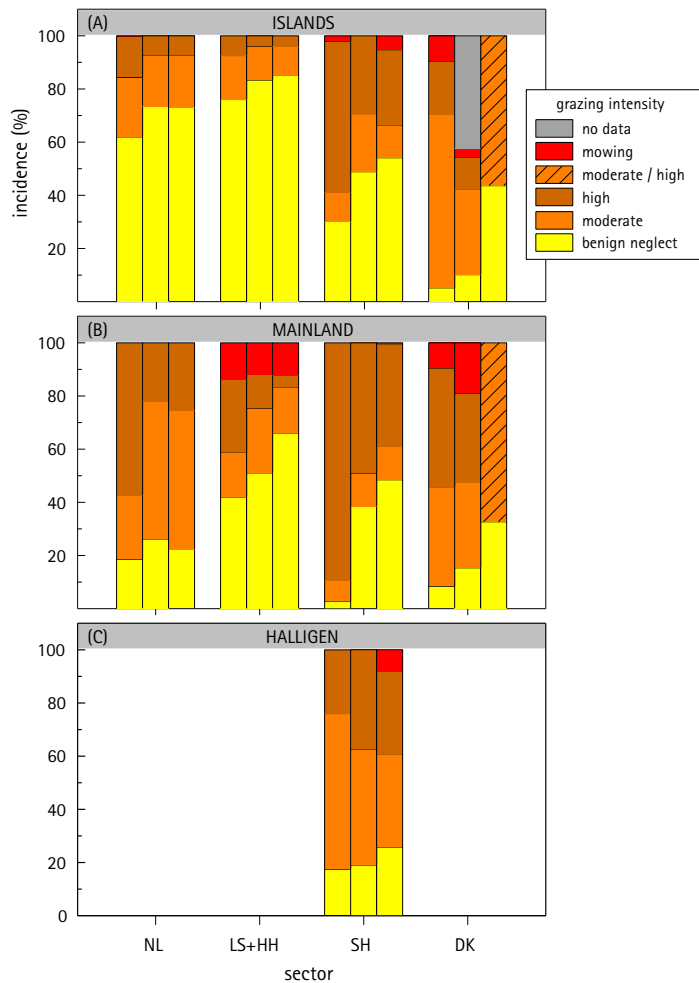 (A) ISLANDS
100
80
60
40
20
incidence (%)
grazing intensity
no data
mowing
moderate / high
high
moderate
benign neglect
(B) MAINLAND
100
80
60
40
20
(C) HALLIGEN
100
80
60
40
20
0
NL LS+HH SH DK
sector